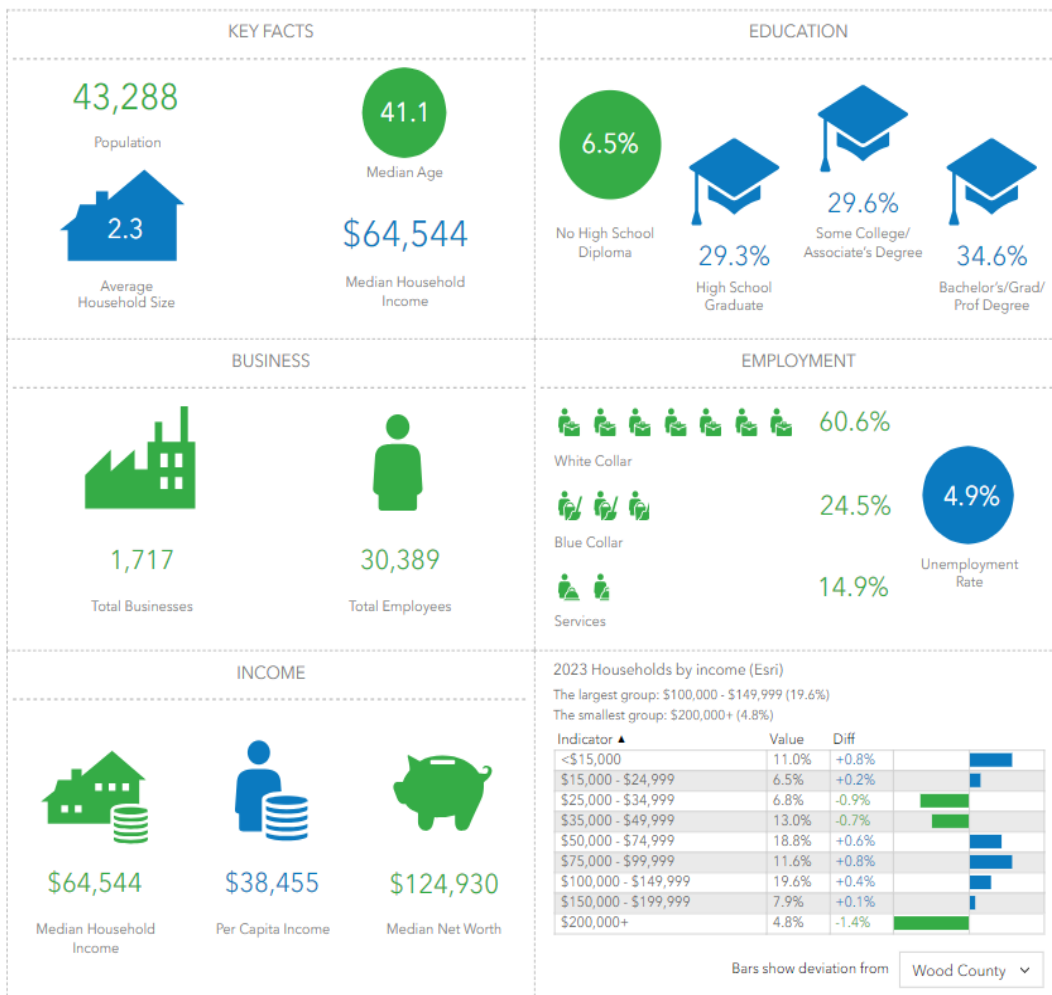 KEY FACTS
43,288
Population
41.1
Median Age
2.3
Average
Household Size
$64,544
Median Household
Income
EDUCATION
6.5%
No High School
Diploma
29.3%
High School
Graduate
29.6%
Some College/
Associate's Degree
34.6%
Bachelor's/Grad/
Prof Degree
BUSINESS
1,717
Total Businesses
30,389
Total Employees
EMPLOYMENT
60.6%
White Collar
24.5%
Blue Collar
14.9%
Services
4.9%
Unemployment
Rate
INCOME
$64,544
Median Household
Income
$38,455
Per Capita Income
$124,930
Median Net Worth
2023 Households by income (Esri)
The largest group: $100,000 - $149,999 (19.6%)
The smallest group: $200,000+ (4.8%)
Indicator ▲ Value Diff
<$15,000 11.0% +0.8%
$15,000 - $24,999 6.5% +0.2%
$25,000 - $34,999 6.8% -0.9%
$35,000 - $49,999 13.0% -0.7%
$50,000 - $74,999 18.8% +0.6%
$75,000 - $99,999 11.6% +0.8%
$100,000 - $149,999 19.6% +0.4%
$150,000 - $199,999 7.9% +0.1%
$200,000+ 4.8% -1.4%
Bars show deviation from Wood County